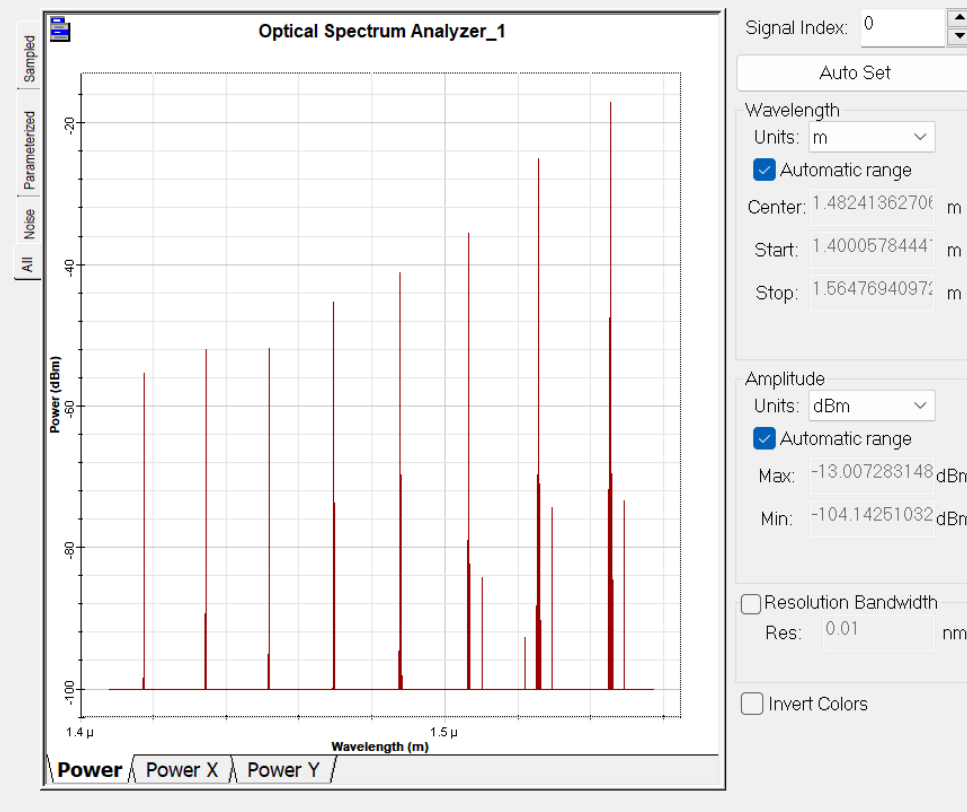 Optical Spectrum Analyzer_1
Sampled
Parameterized
Noise
All
Power (dBm)
-20
-40
-60
-80
-100
1.4 µ
1.5 µ
Wavelength (m)
Power
Power X
Power Y
Signal Index: 0
Auto Set
Wavelength
Units: m
Automatic range
Center: 1.48241362706 m
Start: 1.4000578444 m
Stop: 1.56476940972 m
Amplitude
Units: dBm
Automatic range
Max: -13.007283148 dBm
Min: -104.14251032 dBm
Resolution Bandwidth
Res: 0.01 nm
Invert Colors